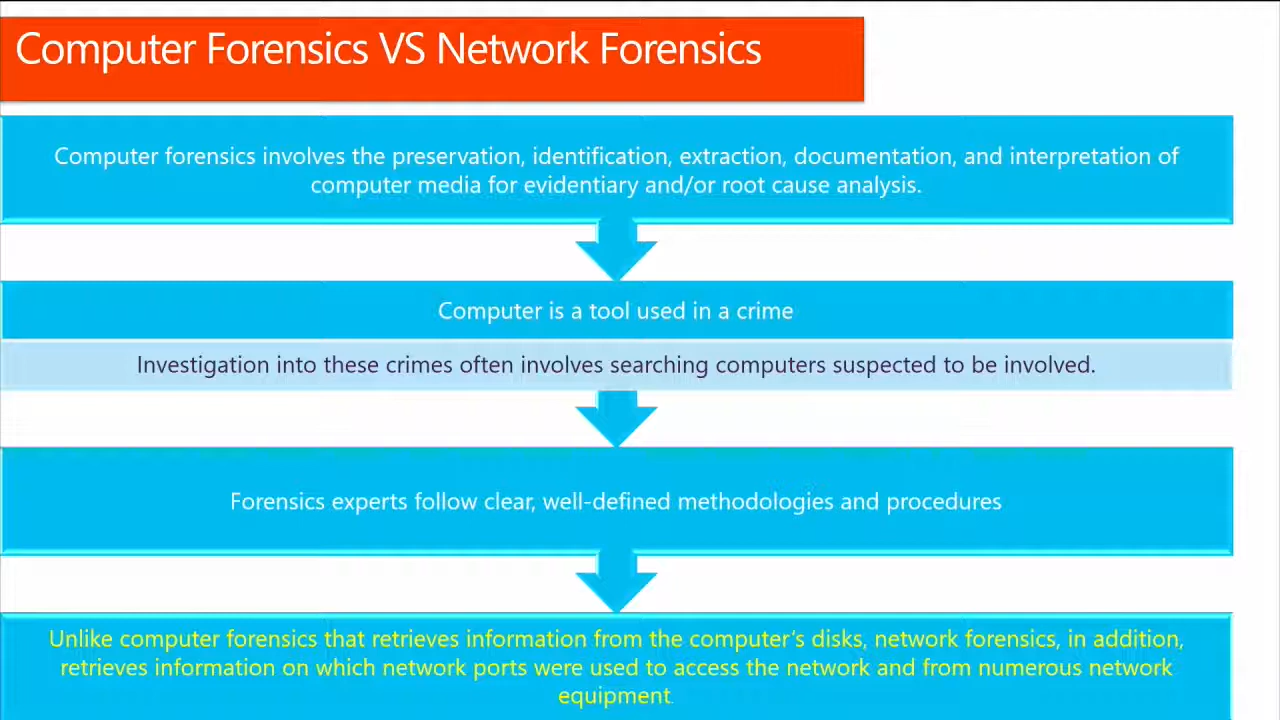 Computer Forensics VS Network Forensics
Computer forensics involves the preservation, identification, extraction, documentation, and interpretation of
computer media for evidentiary and/or root cause analysis.
Computer is a tool used in a crime
Investigation into these crimes often involves searching computers suspected to be involved.
Forensics experts follow clear, well-defined methodologies and procedures
Unlike computer forensics that retrieves information from the computer’s disks, network forensics, in addition,
retrieves information on which network ports were used to access the network and from numerous network
equipment.